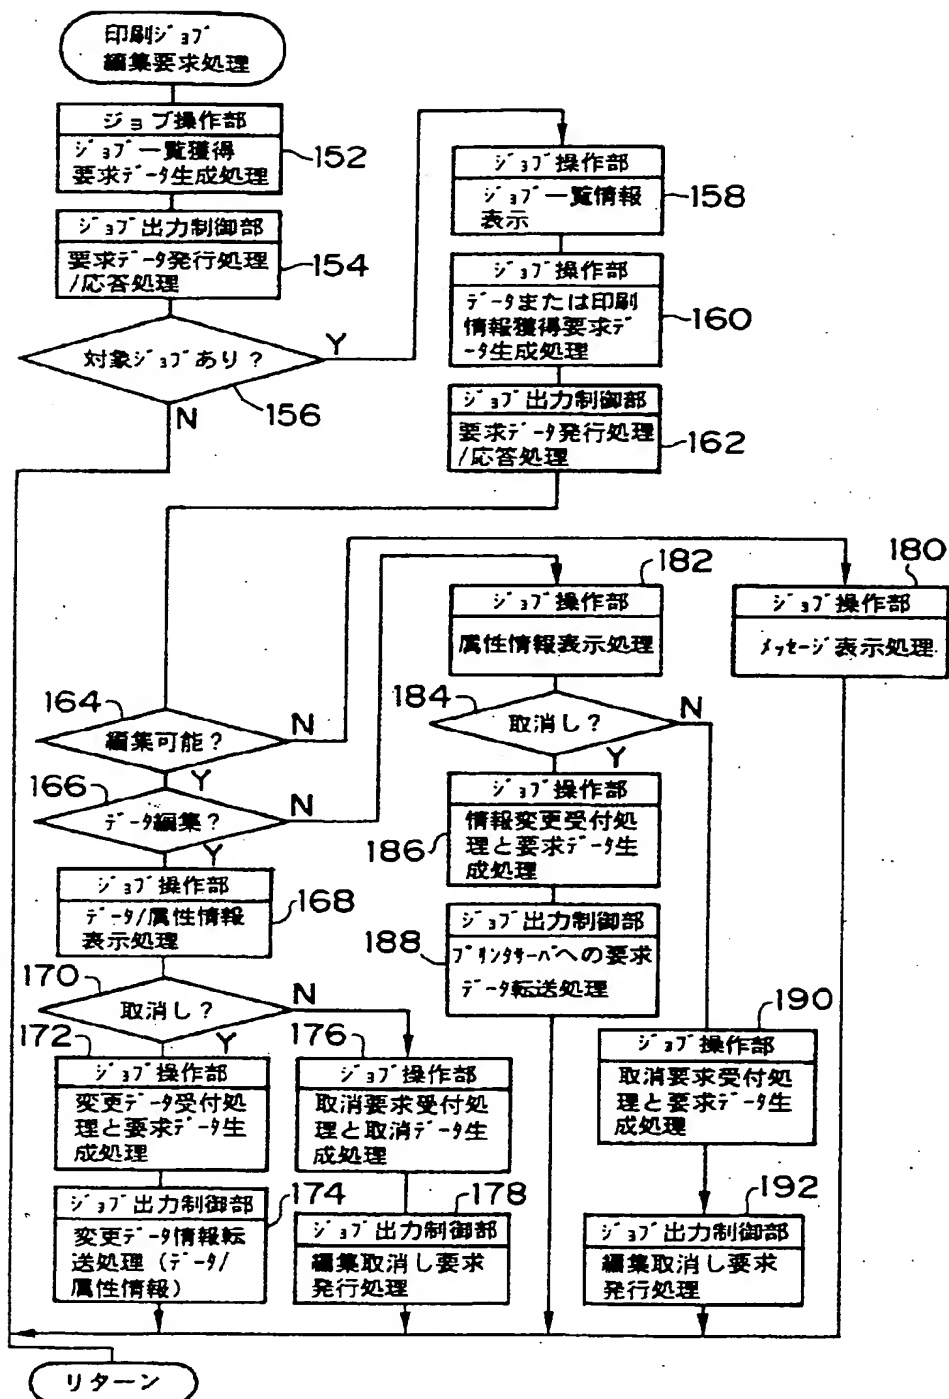 印刷ｼﾞｮﾌﾞ
編集要求処理
ジョブ操作部
ｼﾞｮﾌﾞ一覧獲得
要求ﾃﾞｰﾀ生成処理
152
ｼﾞｮﾌﾞ出力制御部
要求ﾃﾞｰﾀ発行処理
/応答処理
154
対象ｼﾞｮﾌﾞあり？
Y
156
N
ｼﾞｮﾌﾞ操作部
ｼﾞｮﾌﾞ一覧情報
表示
158
ｼﾞｮﾌﾞ操作部
ﾃﾞｰﾀまたは印刷
情報獲得要求ﾃﾞ
ｰﾀ生成処理
160
ｼﾞｮﾌﾞ出力制御部
要求ﾃﾞｰﾀ発行処理
/応答処理
162
180
ｼﾞｮﾌﾞ操作部
ﾒｯｾｰｼﾞ表示処理
182
ｼﾞｮﾌﾞ操作部
属性情報表示処理
164
編集可能？
N
Y
184
取消し？
N
Y
166
ﾃﾞｰﾀ編集？
N
Y
ｼﾞｮﾌﾞ操作部
情報変更受付処
理と要求ﾃﾞｰﾀ生
成処理
186
ｼﾞｮﾌﾞ操作部
ﾃﾞｰﾀ/属性情報
表示処理
168
ｼﾞｮﾌﾞ出力制御部
ﾌﾟﾘﾝﾀｻｰﾊﾞへの要求
ﾃﾞｰﾀ転送処理
188
170
取消し？
N
Y
172
ｼﾞｮﾌﾞ操作部
変更ﾃﾞｰﾀ受付処
理と要求ﾃﾞｰﾀ生
成処理
176
ｼﾞｮﾌﾞ操作部
取消要求受付処
理と取消ﾃﾞｰﾀ生
成処理
190
ｼﾞｮﾌﾞ操作部
取消要求受付処
理と要求ﾃﾞｰﾀ生
成処理
ｼﾞｮﾌﾞ出力制御部
変更ﾃﾞｰﾀ情報転
送処理（ﾃﾞｰﾀ/
属性情報）
174
178
ｼﾞｮﾌﾞ出力制御部
編集取消し要求
発行処理
192
ｼﾞｮﾌﾞ出力制御部
編集取消し要求
発行処理
リターン